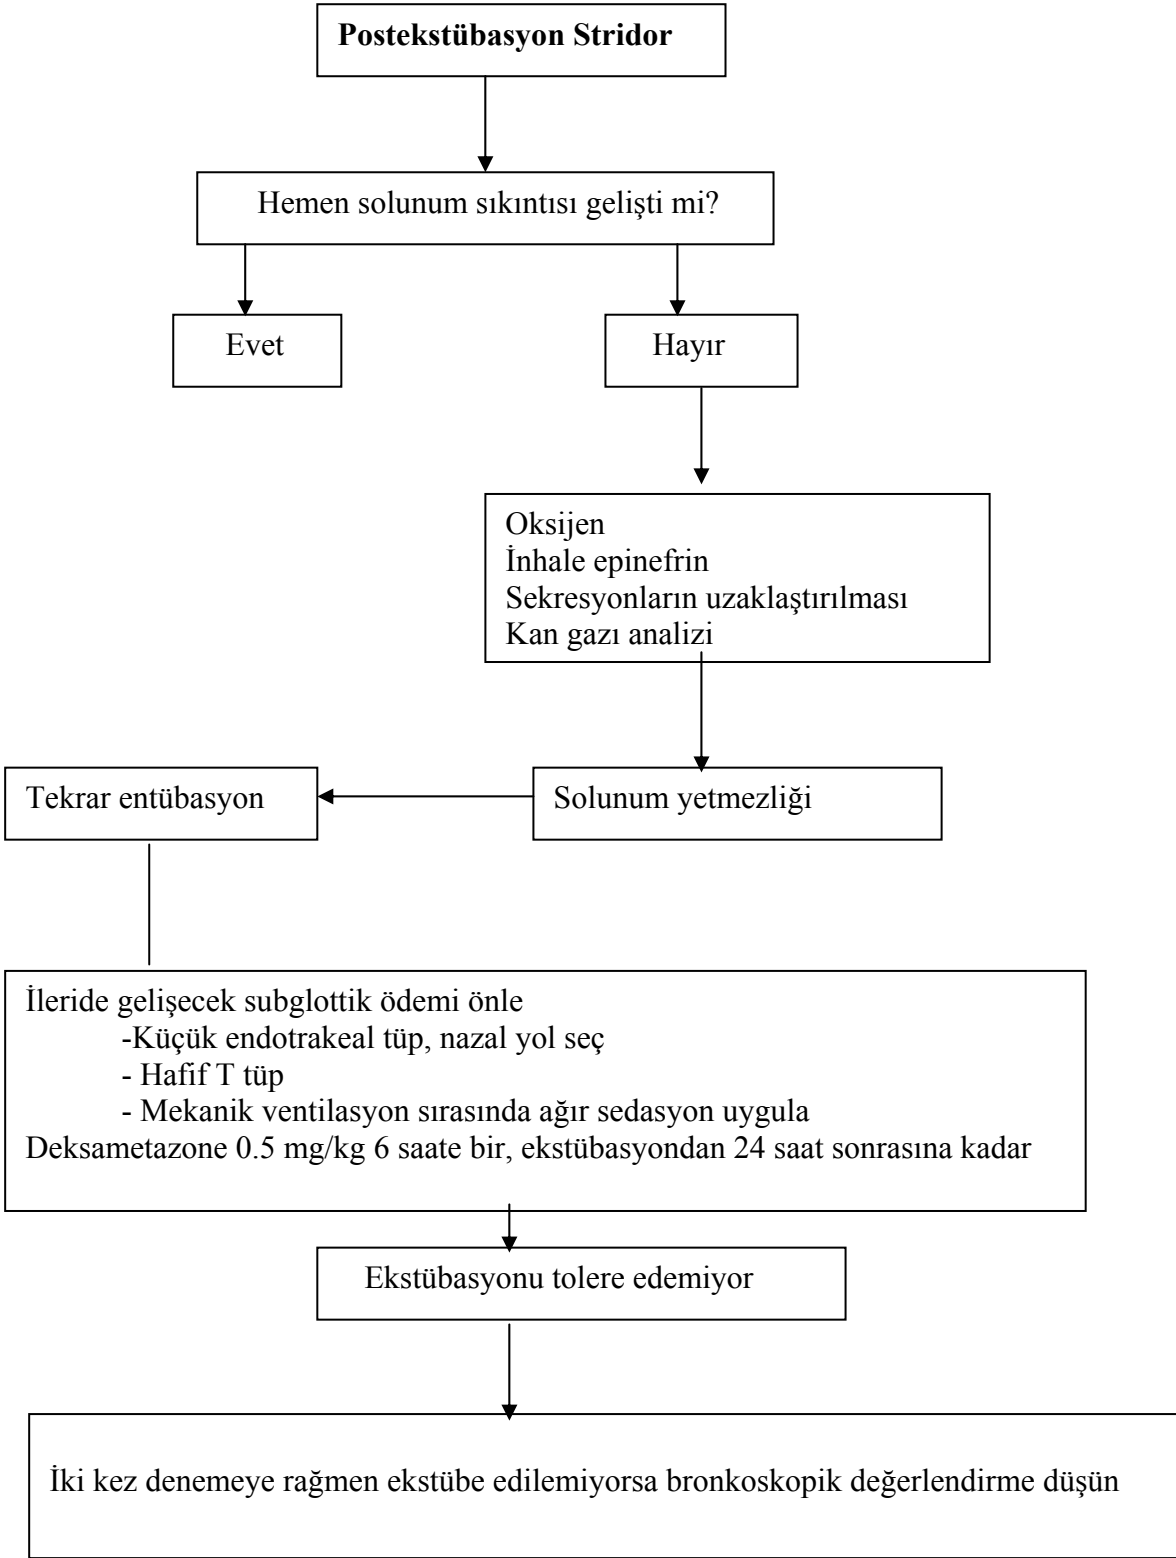 Postekstübasyon Stridor
Hemen solunum sıkıntısı gelişti mi?
Evet
Hayır
Oksijen
İnhale epinefrin
Sekresyonların uzaklaştırılması
Kan gazı analizi
Tekrar entübasyon
Solunum yetmezliği
İleride gelişecek subglottik ödemi önle
-Küçük endotrakeal tüp, nazal yol seç
- Hafif T tüp
- Mekanik ventilasyon sırasında ağır sedasyon uygula
Deksametazone 0.5 mg/kg 6 saate bir, ekstübasyondan 24 saat sonrasına kadar
Ekstübasyonu tolere edemiyor
İki kez denemeye rağmen ekstübe edilemiyorsa bronkoskopik değerlendirme düşün